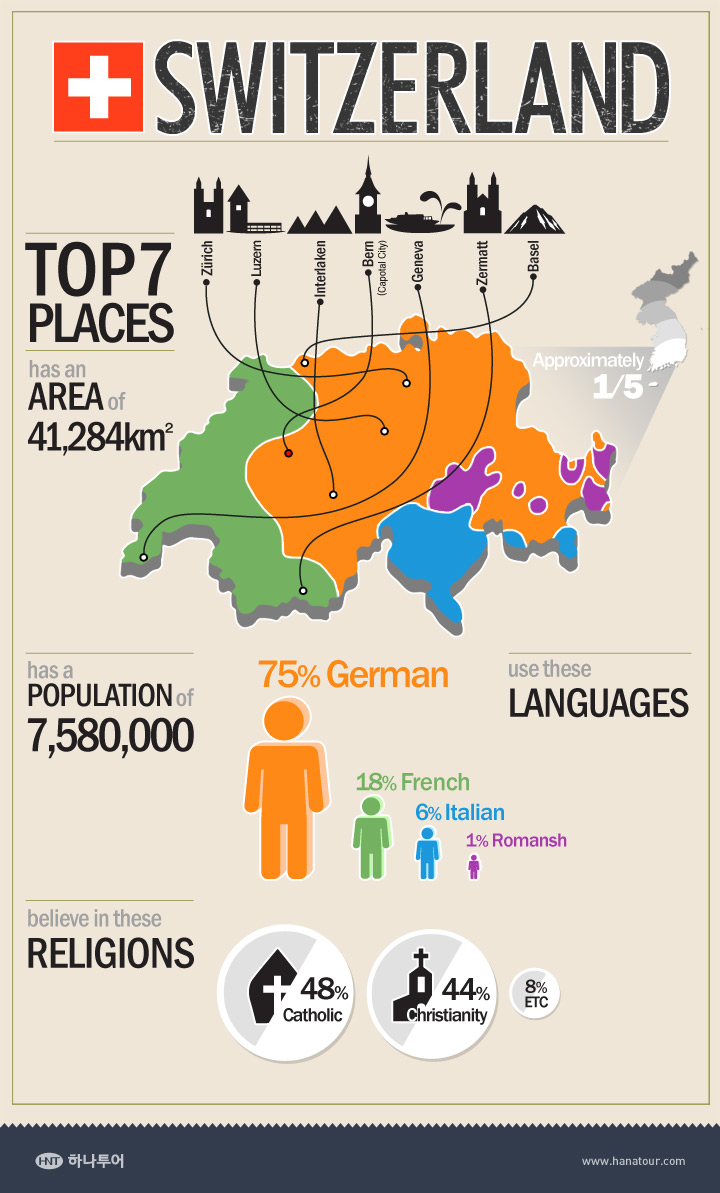 SWITZERLAND
TOP 7
PLACES
Zürich
Luzern
Interlaken
Bern
(Capotal City)
Geneva
Zermatt
Basel
has an
AREA of
41,284km²
Approximately
1/5
has a
POPULATION of
7,580,000
use these
LANGUAGES
75% German
18% French
6% Italian
1% Romansh
believe in these
RELIGIONS
48%
Catholic
44%
Christianity
8%
ETC
HNT 하나투어
www.hanatour.com